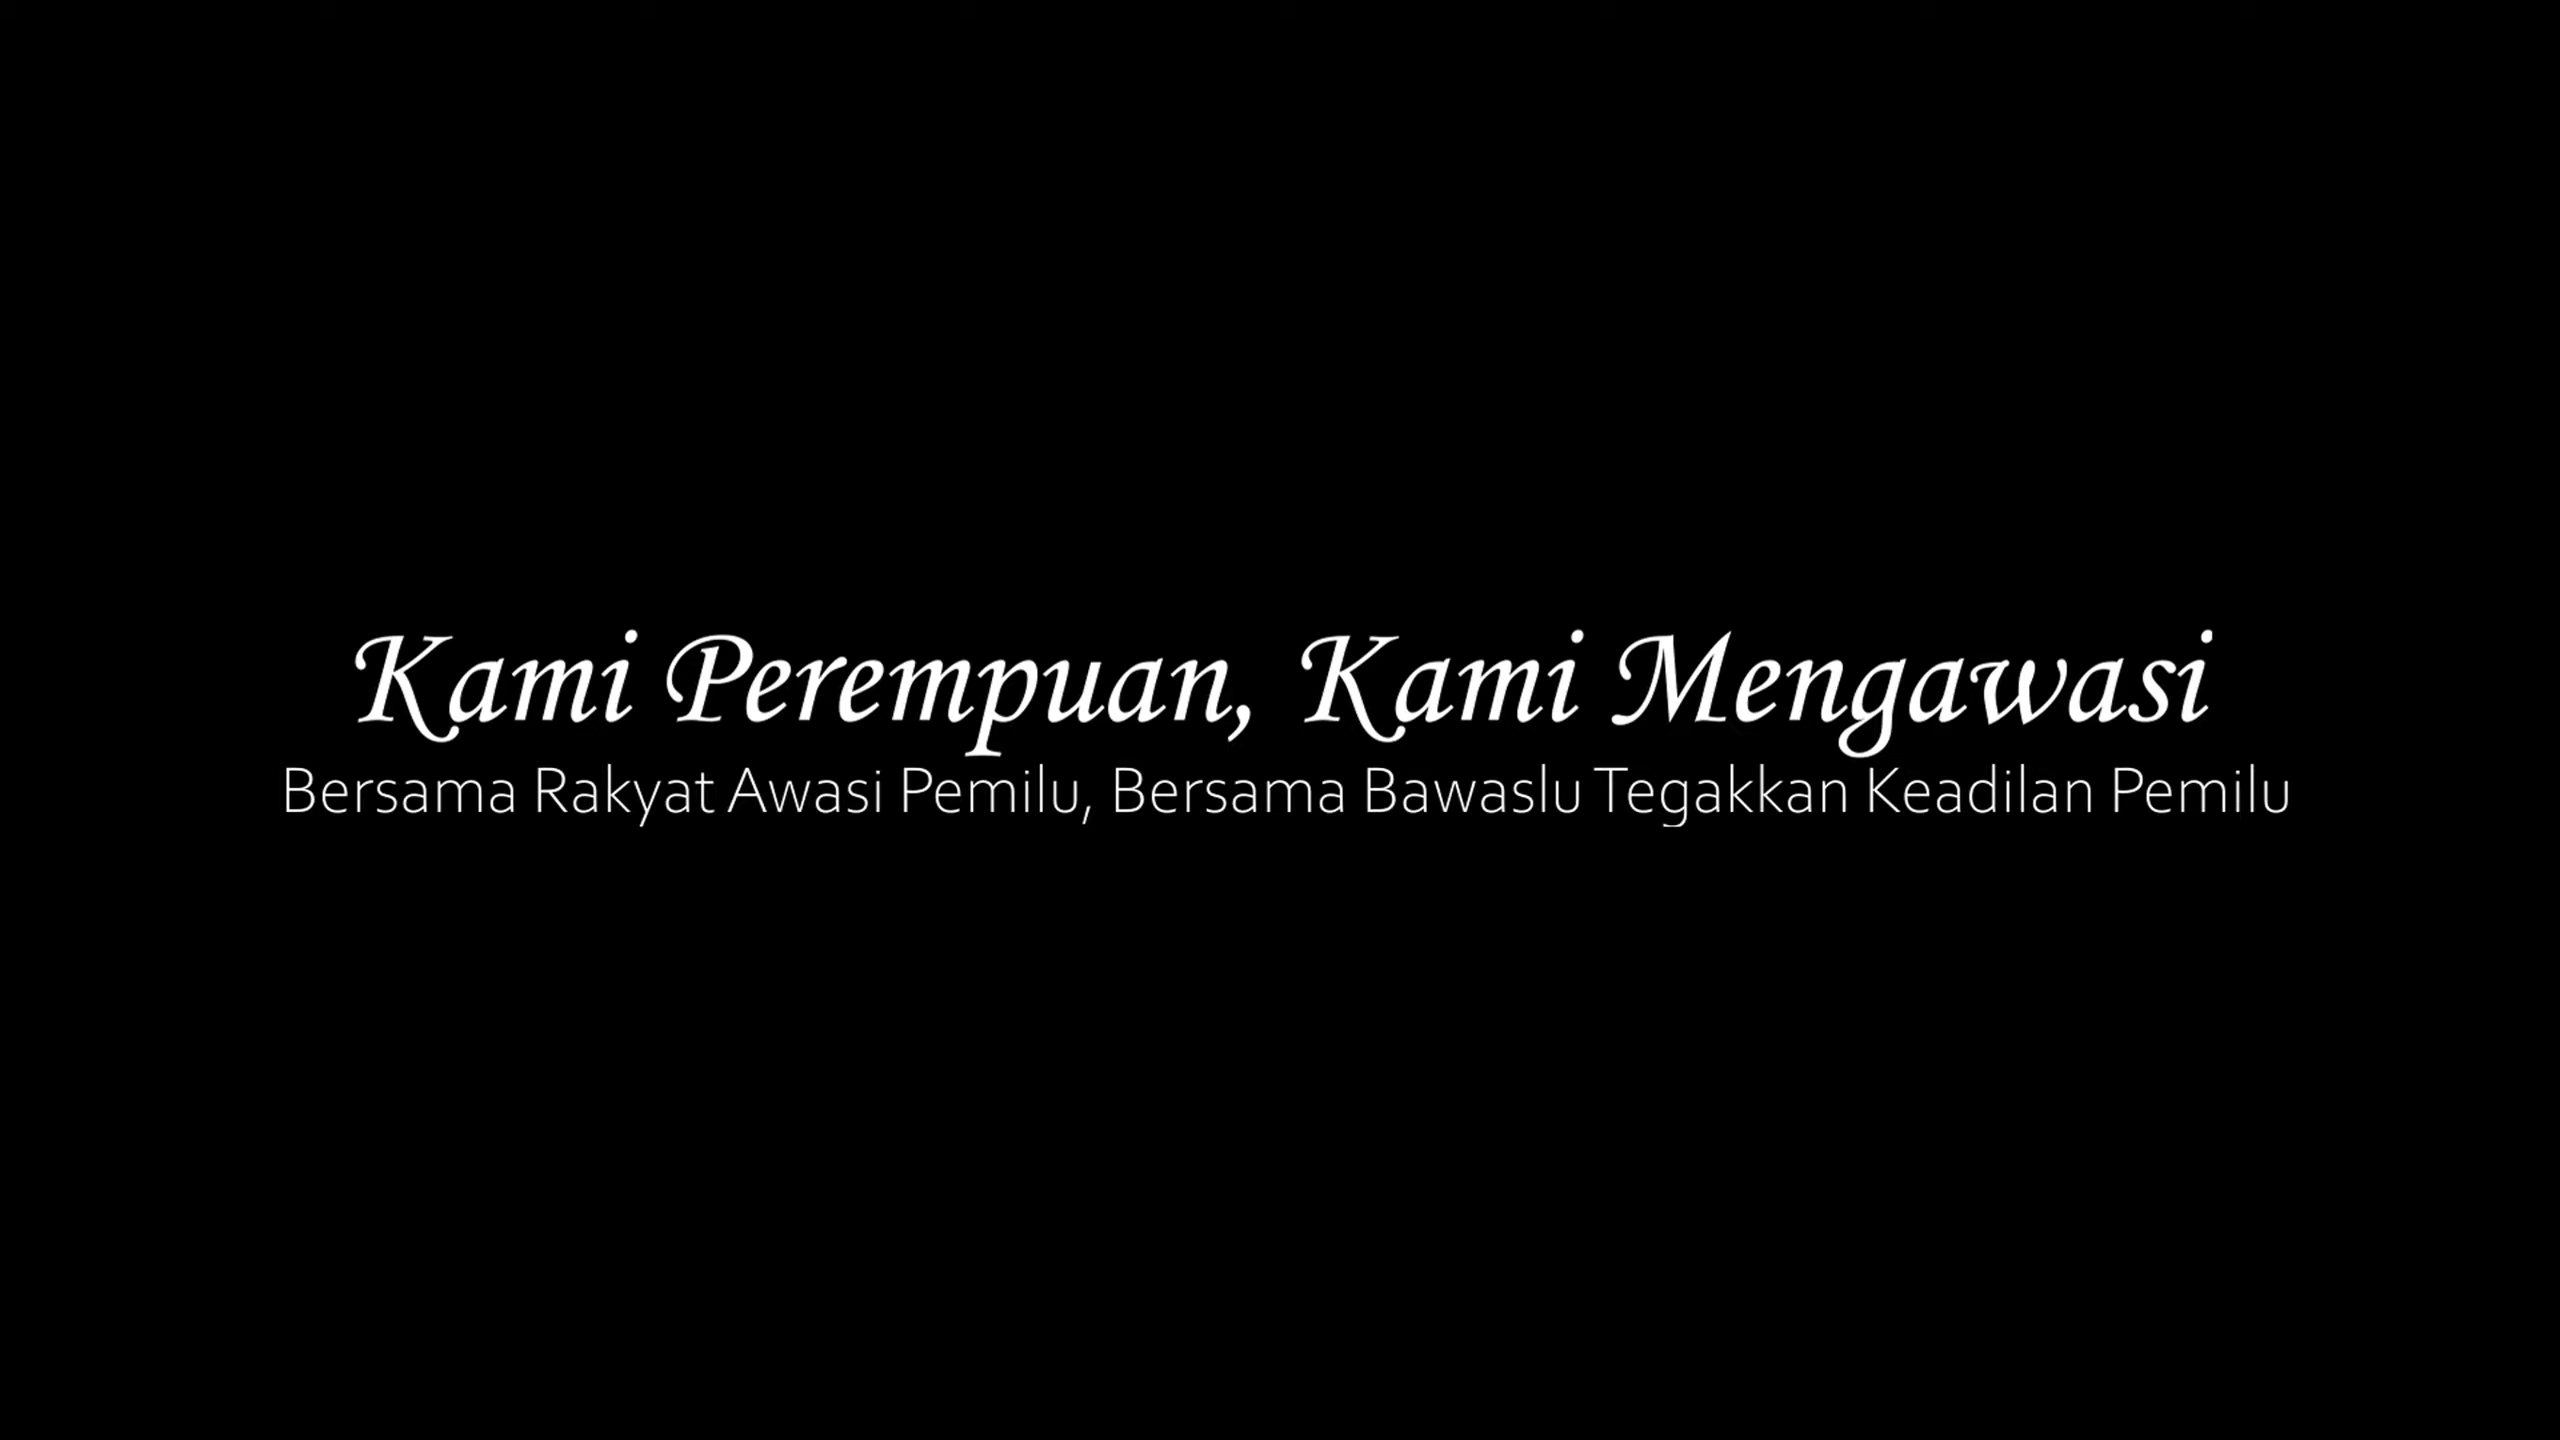 Kami Perempuan, Kami Mengawasi
Bersama Rakyat Awasi Pemilu, Bersama Bawaslu Tegakkan Keadilan Pemilu